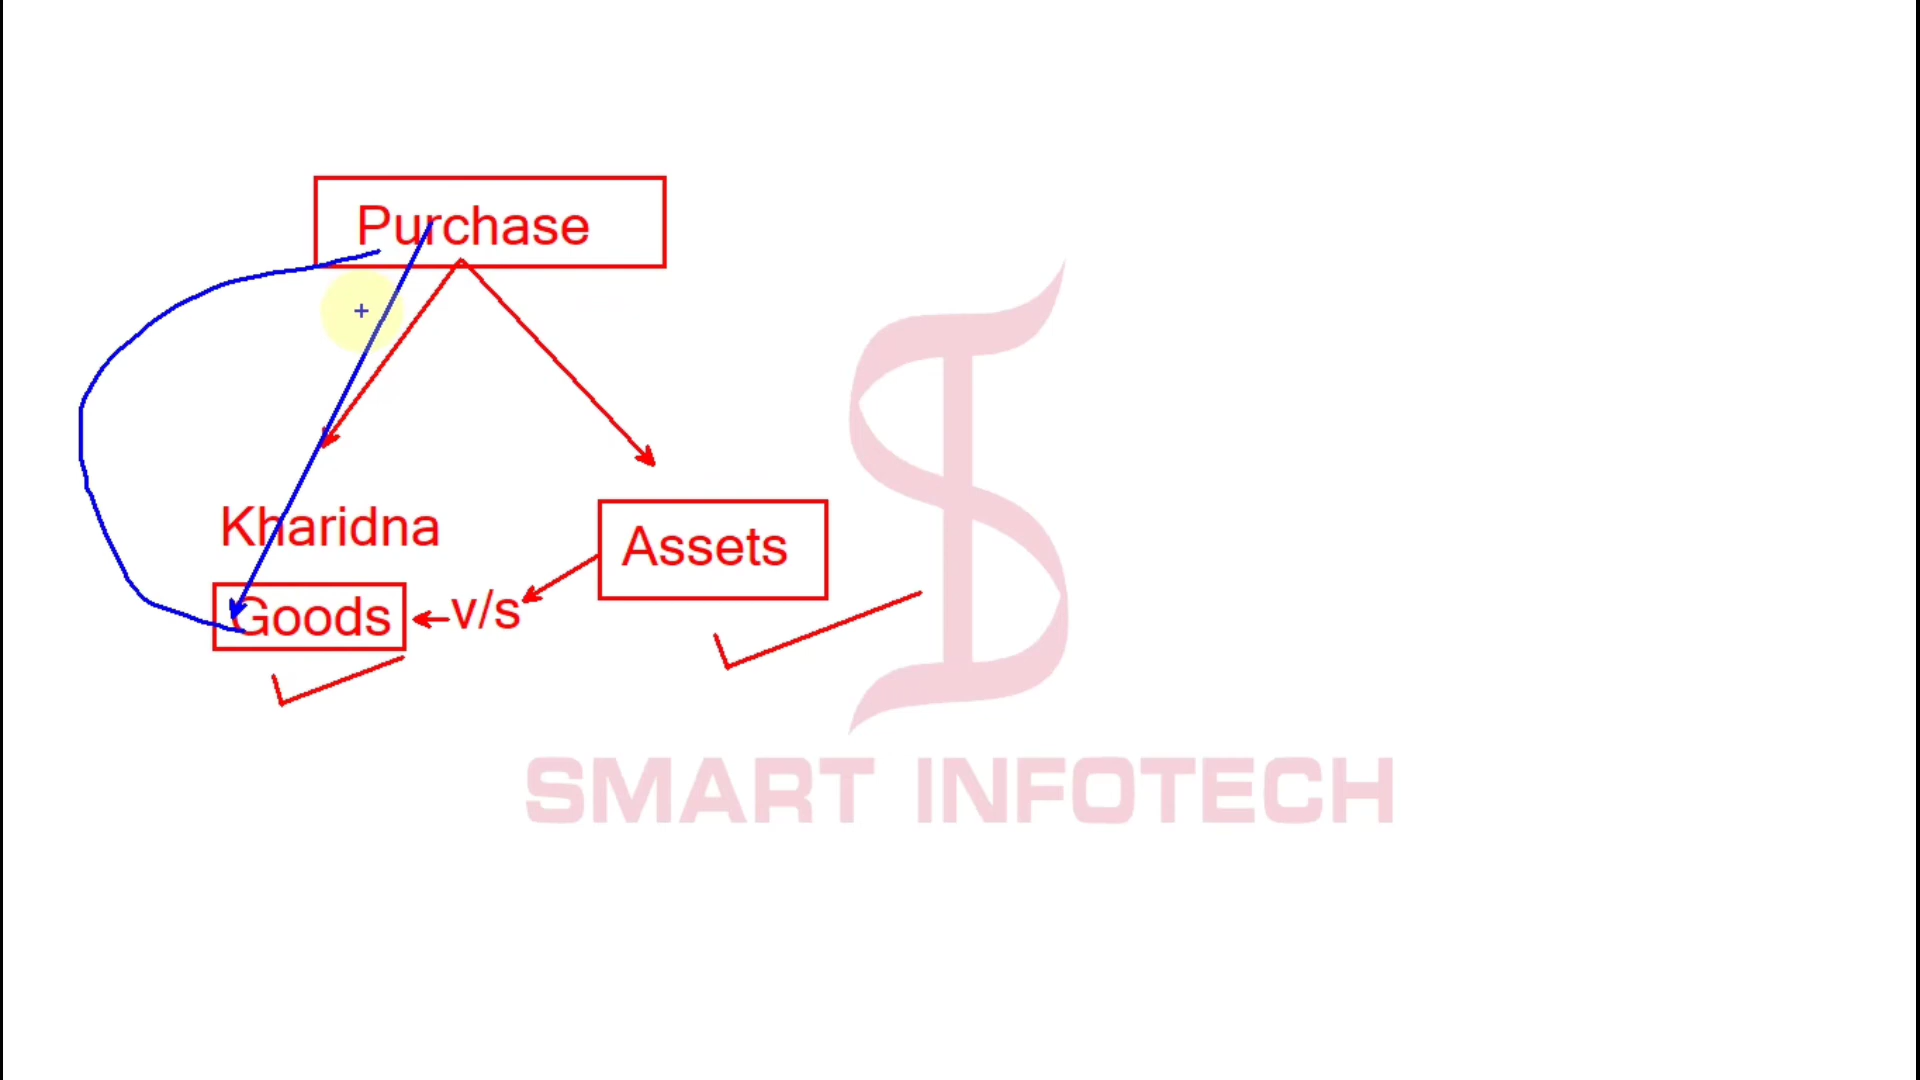 Purchase
Kharidna
Assets
Goods
v/s
SMART INFOTECH